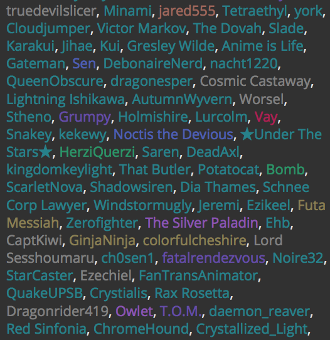 truedevilslicer, Minami, jared555, Tetraethyl, york,
Cloudjumper, Victor Markov, The Dovah, Slade,
Karakui, Jihae, Kui, Gresley Wilde, Anime is Life,
Gateman, Sen, DebonaireNerd, nacht1220,
QueenObscure, dragonesper, Cosmic Castaway,
Lightning Ishikawa, AutumnWyvern, Worsel,
Stheno, Grumpy, Holmishire, Lurcolm, Vay,
Snakey, kekewy, Noctis the Devious, ★Under The
Stars★, HerziQuerzi, Saren, DeadAxl,
kingdomkeylight, That Butler, Potatocat, Bomb,
ScarletNova, Shadowsiren, Dia Thames, Schnee
Corp Lawyer, Windstormugly, Jeremi, Ezikeel, Futa
Messiah, Zerofighter, The Silver Paladin, Ehb,
CaptKiwi, GinjaNinja, colorfulcheshire, Lord
Sesshoumaru, ch0sen1, fatalrendezvous, Noire32,
StarCaster, Ezechiel, FanTransAnimator,
QuakeUPSB, Crystialis, Rax Rosetta,
Dragonrider419, Owlet, T.O.M., daemon_reaver,
Red Sinfonia, ChromeHound, Crystallized_Light,